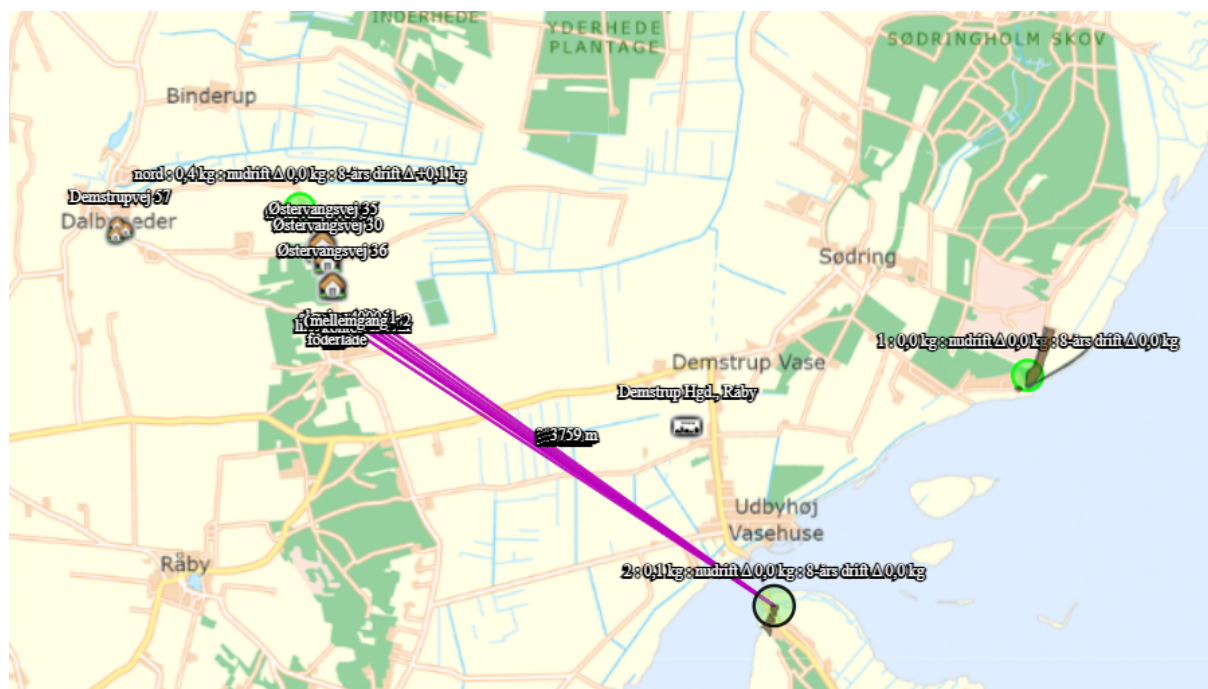 INDERHEDE
YDERHEDE
PLANTAGE
SØDRINGHOLM SKOV
Binderup
nord : 0,4 kg : nudrift Δ 0,0 kg : 8-års drift Δ +0,1 kg
Demstrupvej 57
Østervangsvej 35
Østervangsvej 30
Østervangsvej 36
Sødring
(mellemgang
foderlade
1 : 0,0 kg : nudrift Δ 0,0 kg : 8-års drift Δ 0,0 kg
Demstrup Vase
Demstrup Hgd., Råby
3759 m
Udbyhøj
Vasehuse
Råby
2 : 0,1 kg : nudrift Δ 0,0 kg : 8-års drift Δ 0,0 kg